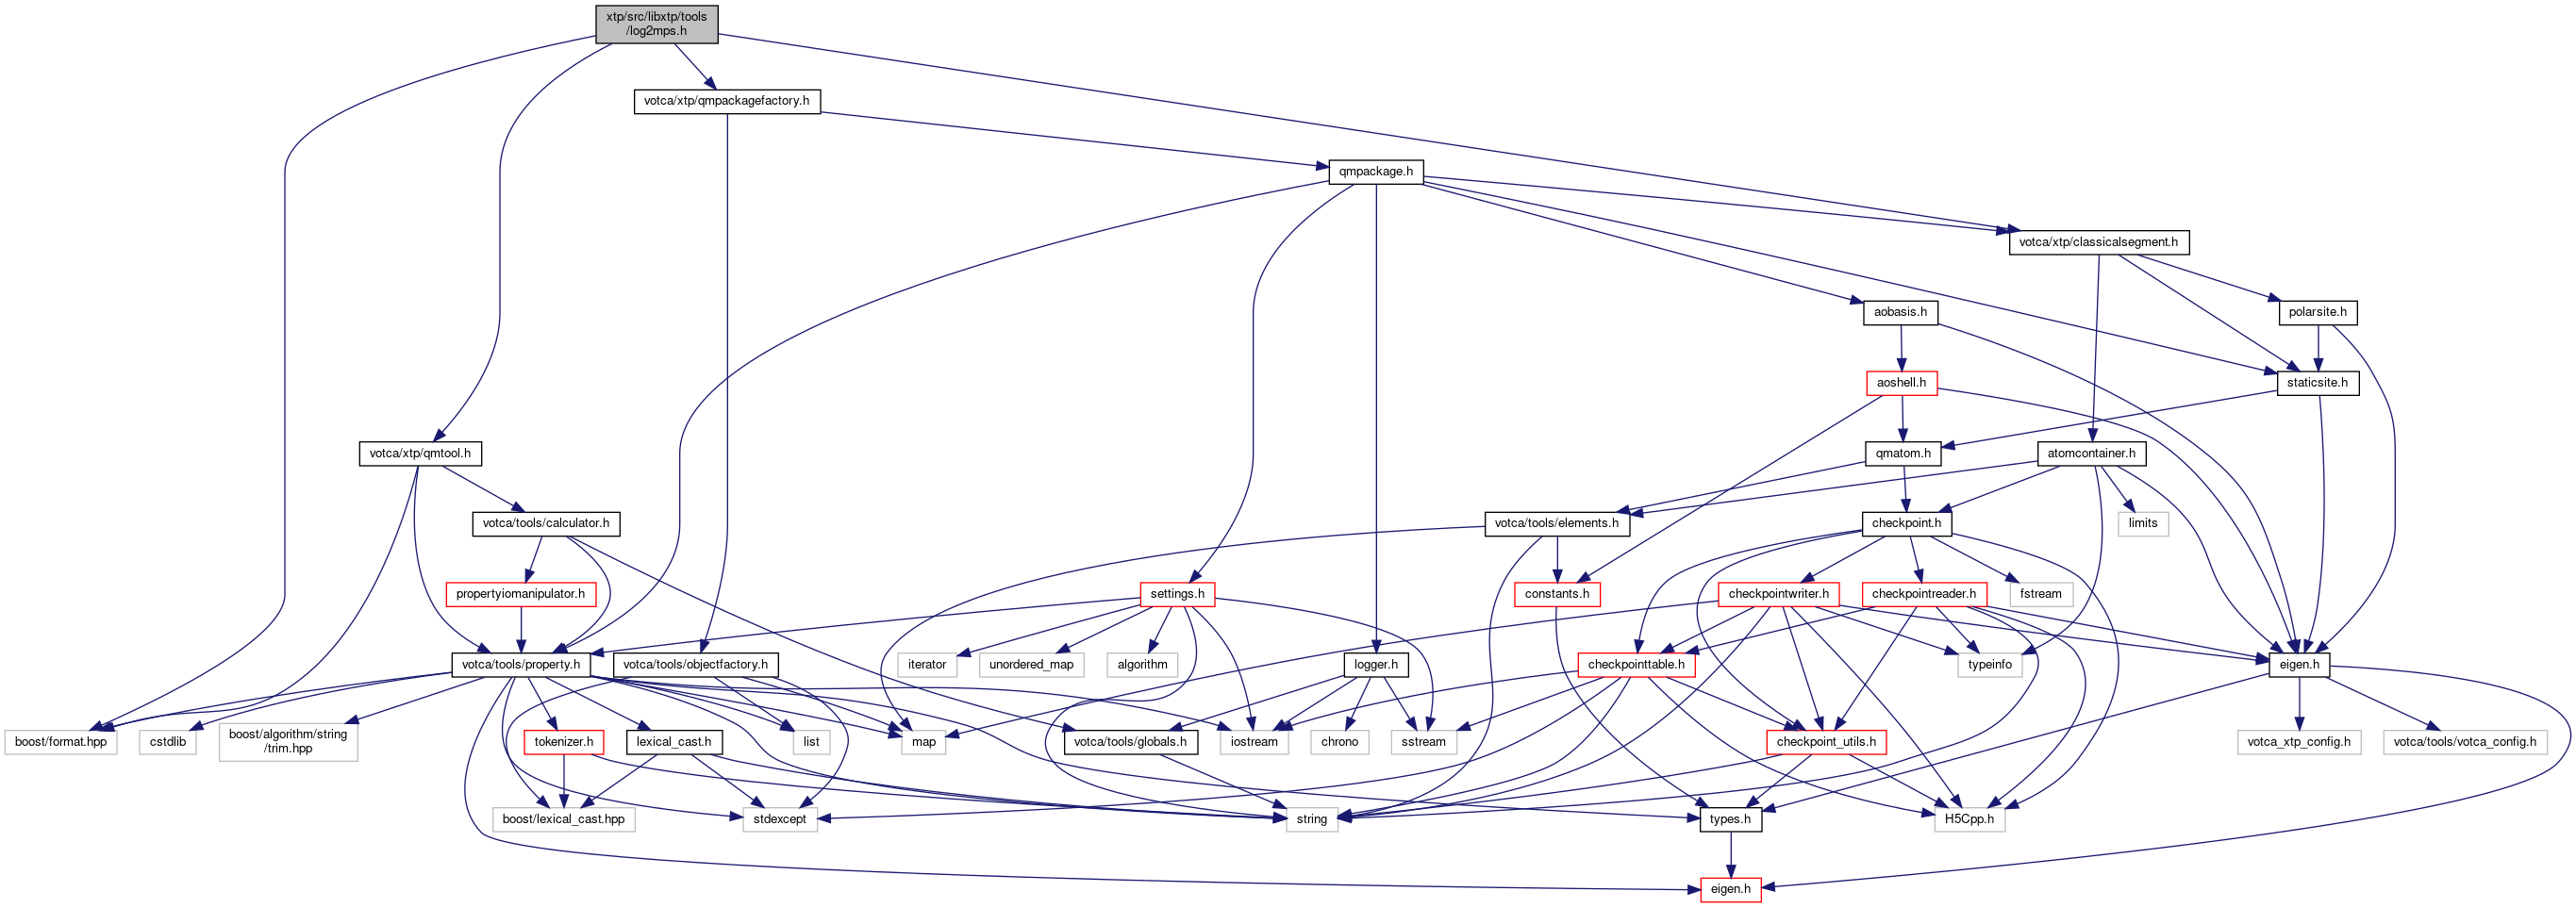 xtp/src/libxtp/tools
/log2mps.h
votca/xtp/qmpackagefactory.h
qmpackage.h
votca/xtp/classicalsegment.h
aobasis.h
polarsite.h
aoshell.h
staticsite.h
votca/xtp/qmtool.h
qmatom.h
atomcontainer.h
votca/tools/calculator.h
votca/tools/elements.h
checkpoint.h
limits
propertyiomanipulator.h
settings.h
constants.h
checkpointwriter.h
checkpointreader.h
fstream
votca/tools/property.h
votca/tools/objectfactory.h
iterator
unordered_map
algorithm
logger.h
checkpointtable.h
typeinfo
eigen.h
boost/format.hpp
cstdlib
boost/algorithm/string
/trim.hpp
tokenizer.h
lexical_cast.h
list
map
votca/tools/globals.h
iostream
chrono
sstream
checkpoint_utils.h
votca_xtp_config.h
votca/tools/votca_config.h
boost/lexical_cast.hpp
stdexcept
string
types.h
H5Cpp.h
eigen.h